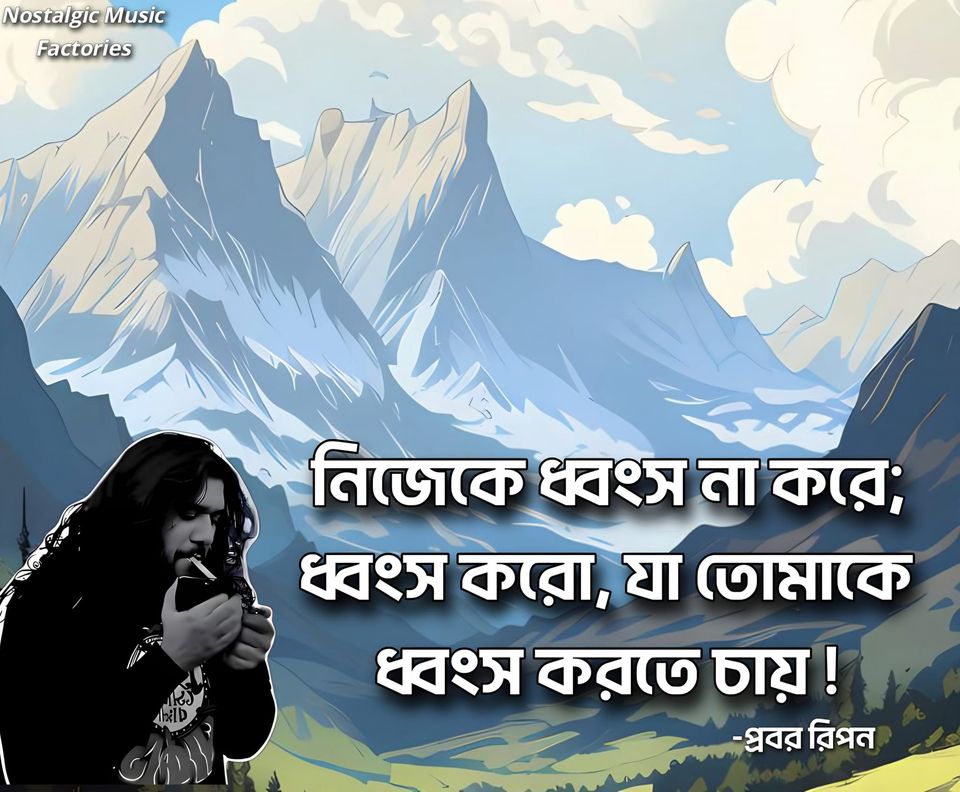 Nostalgic Music
Factories
নিজেকে ধ্বংস না করে;
ধ্বংস করো, যা তোমাকে
ধ্বংস করতে চায় !
-প্রবর রিপন